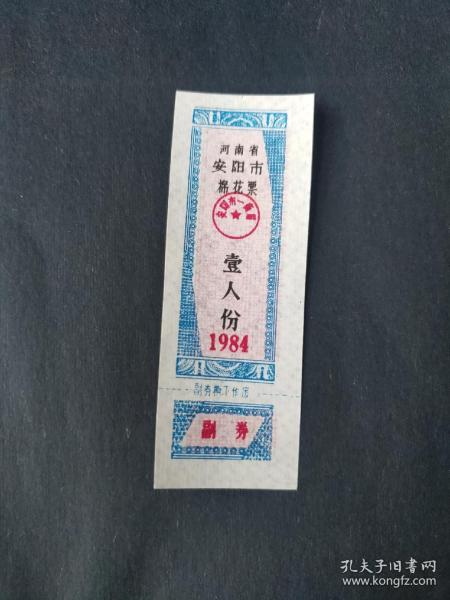 河南省
安阳市
棉花票
壹人份
1984
副券撕下作废
副券
孔夫子旧书网
www.kongfz.com